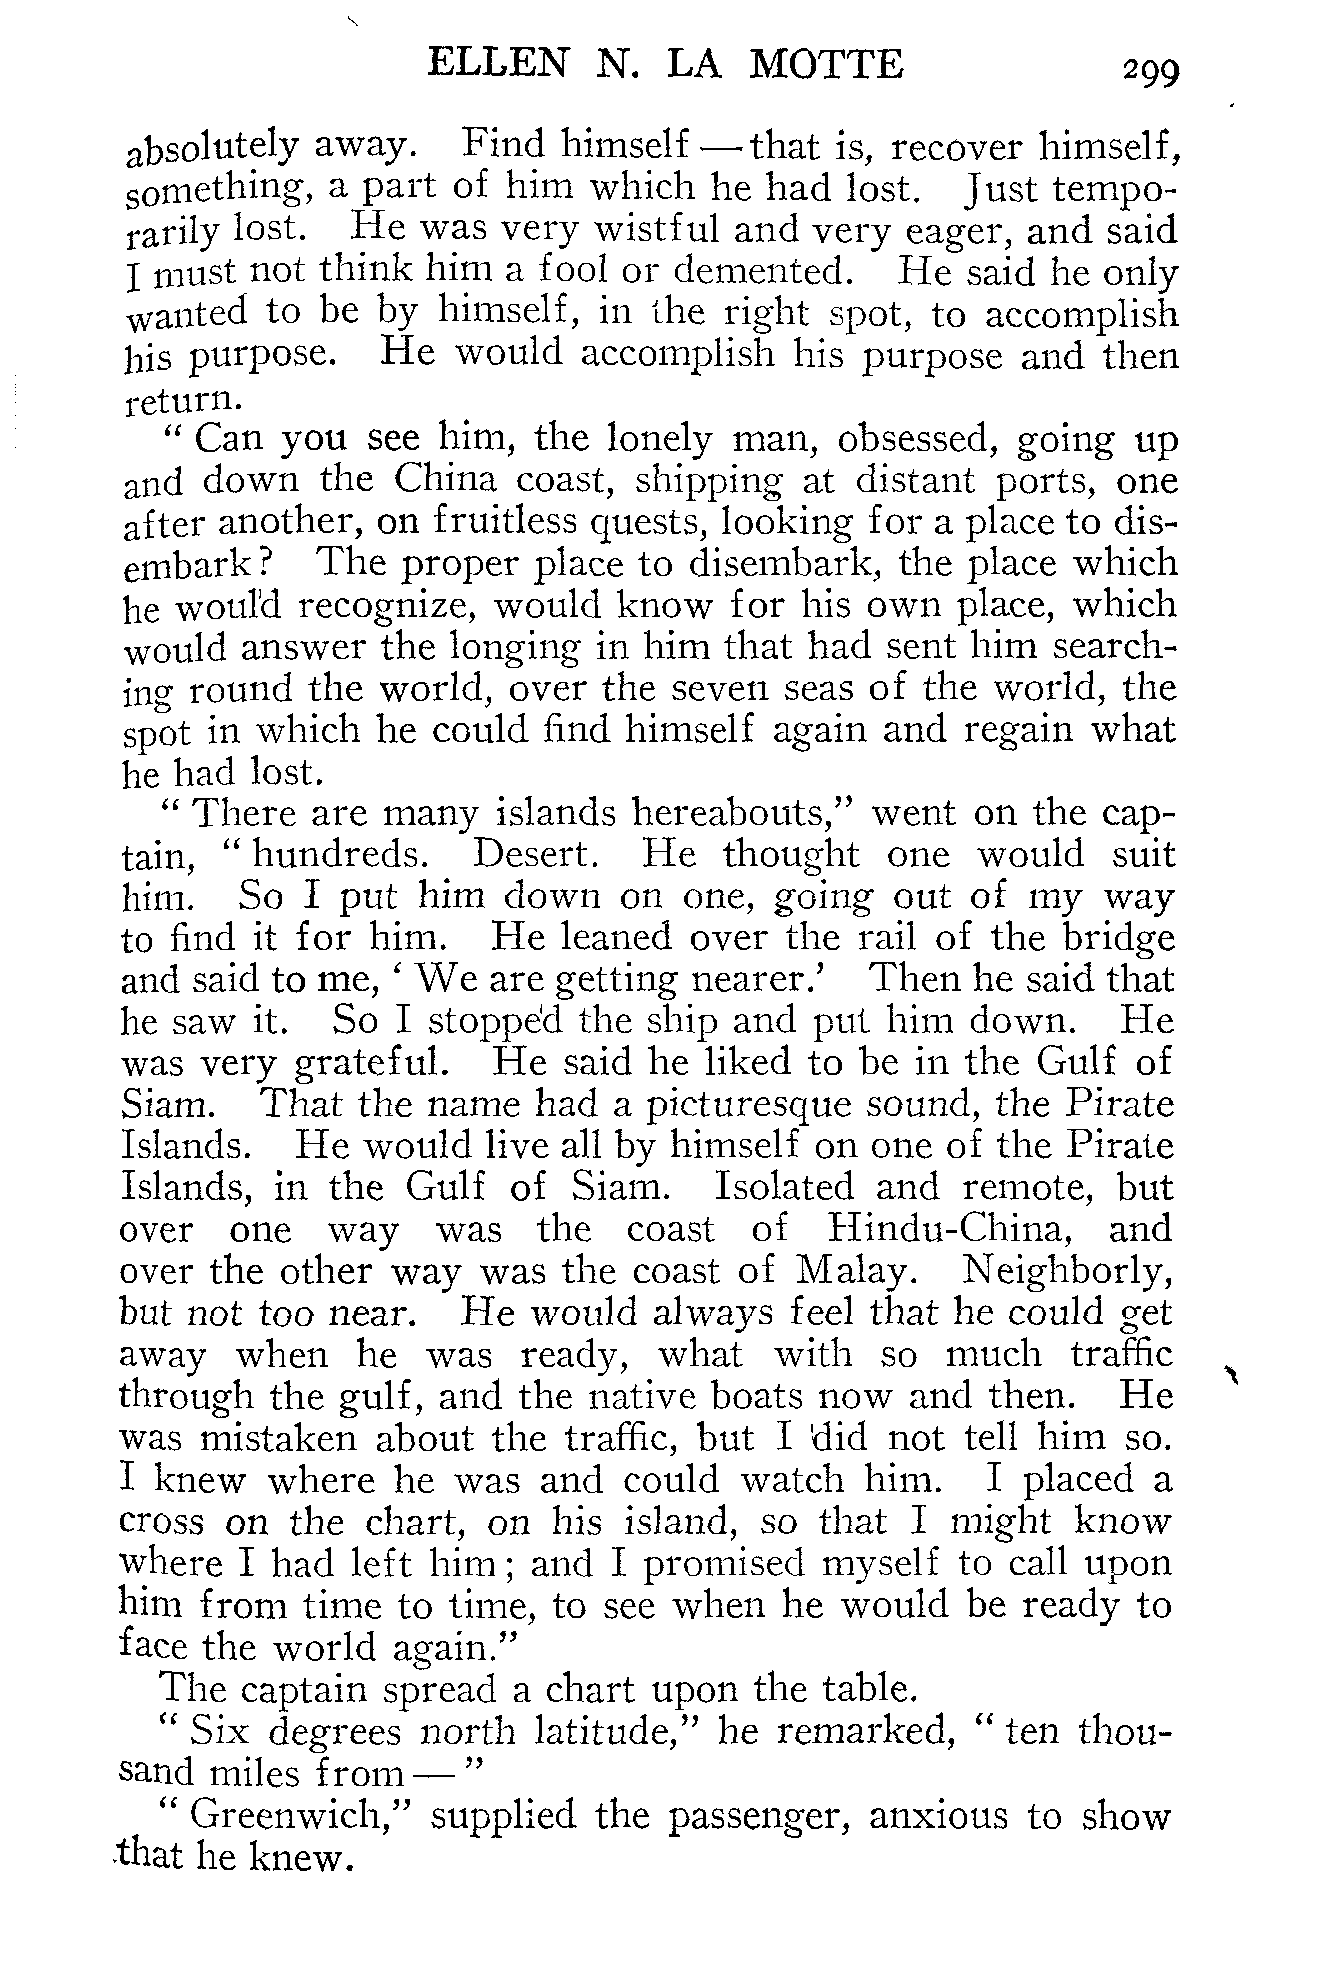 ELLEN N. LA MOTTE 299
absolutely away. Find himself — that is, recover himself,
something, a part of him which he had lost. Just tempo-
rarily lost. He was very wistful and very eager, and said
I must not think him a fool or demented. He said he only
wanted to be by himself, in the right spot, to accomplish
his purpose. He would accomplish his purpose and then
return.
“ Can you see him, the lonely man, obsessed, going up
and down the China coast, shipping at distant ports, one
after another, on fruitless quests, looking for a place to dis-
embark? The proper place to disembark, the place which
he would recognize, would know for his own place, which
would answer the longing in him that had sent him search-
ing round the world, over the seven seas of the world, the
spot in which he could find himself again and regain what
he had lost.
“ There are many islands hereabouts,” went on the cap-
tain, “ hundreds. Desert. He thought one would suit
him. So I put him down on one, going out of my way
to find it for him. He leaned over the rail of the bridge
and said to me, ‘ We are getting nearer.’ Then he said that
he saw it. So I stopped the ship and put him down. He
was very grateful. He said he liked to be in the Gulf of
Siam. That the name had a picturesque sound, the Pirate
Islands. He would live all by himself on one of the Pirate
Islands, in the Gulf of Siam. Isolated and remote, but
over one way was the coast of Hindu-China, and
over the other way was the coast of Malay. Neighborly,
but not too near. He would always feel that he could get
away when he was ready, what with so much traffic
through the gulf, and the native boats now and then. He
was mistaken about the traffic, but I did not tell him so.
I knew where he was and could watch him. I placed a
cross on the chart, on his island, so that I might know
where I had left him; and I promised myself to call upon
him from time to time, to see when he would be ready to
face the world again.”
The captain spread a chart upon the table.
“ Six degrees north latitude,” he remarked, “ ten thou-
sand miles from — ”
“ Greenwich,” supplied the passenger, anxious to show
that he knew.